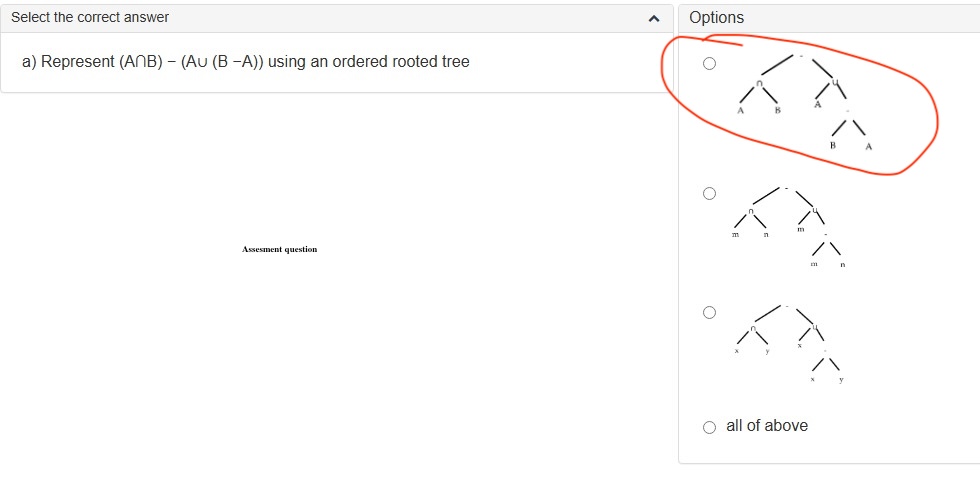 Select the correct answer
Options
a) Represent (A∩B) – (A∪ (B –A)) using an ordered rooted tree
-
∩ ∪
A B A
-
B A
Assesment question
-
∩ ∪
m n m
-
m n
-
∩ ∪
x y x
-
x y
all of above